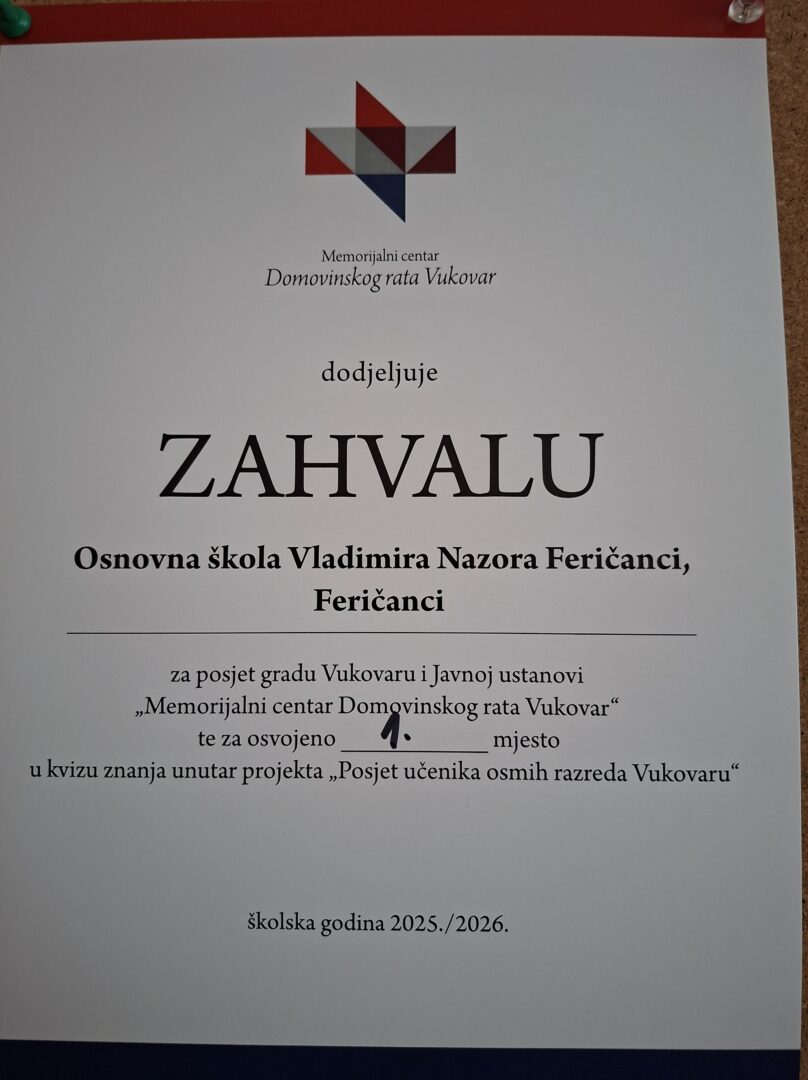 Memorijalni centar
Domovinskog rata Vukovar
dodjeljuje
ZAHVALU
Osnovna škola Vladimira Nazora Feričanci,
Feričanci
za posjet gradu Vukovaru i Javnoj ustanovi
„Memorijalni centar Domovinskog rata Vukovar“
te za osvojeno 1. mjesto
u kvizu znanja unutar projekta „Posjet učenika osmih razreda Vukovaru“
školska godina 2025./2026.